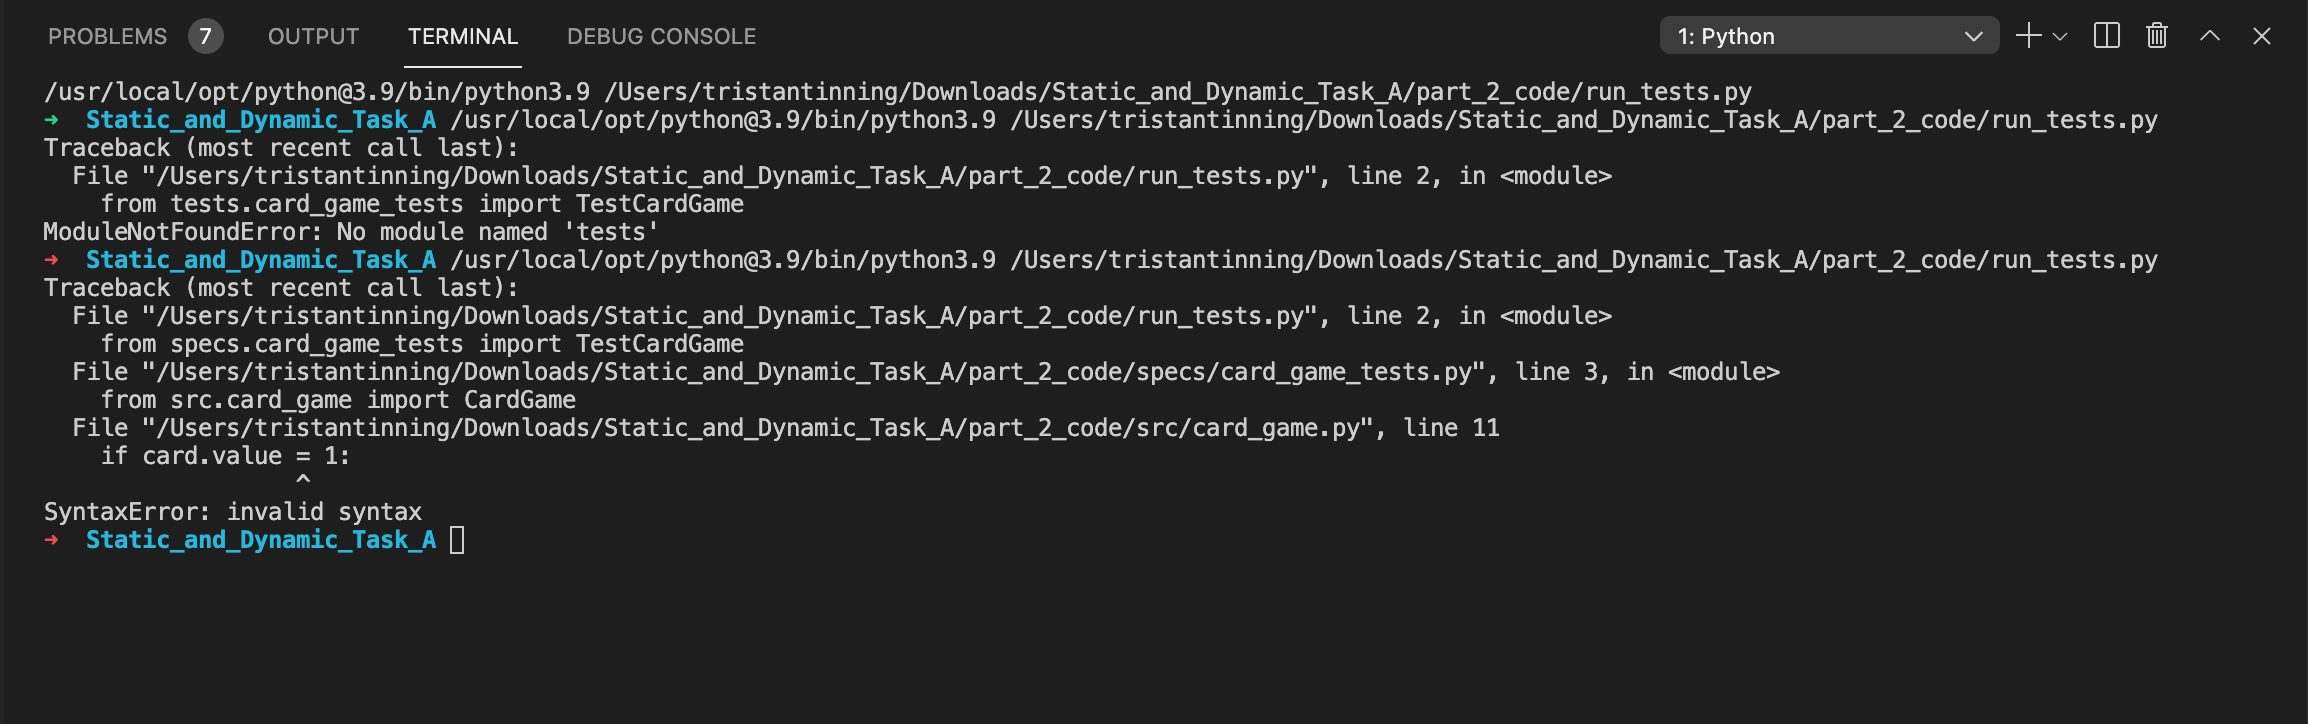 PROBLEMS 7 OUTPUT TERMINAL DEBUG CONSOLE 1: Python
/usr/local/opt/python@3.9/bin/python3.9 /Users/tristantinning/Downloads/Static_and_Dynamic_Task_A/part_2_code/run_tests.py
➜  Static_and_Dynamic_Task_A /usr/local/opt/python@3.9/bin/python3.9 /Users/tristantinning/Downloads/Static_and_Dynamic_Task_A/part_2_code/run_tests.py
Traceback (most recent call last):
  File "/Users/tristantinning/Downloads/Static_and_Dynamic_Task_A/part_2_code/run_tests.py", line 2, in <module>
    from tests.card_game_tests import TestCardGame
ModuleNotFoundError: No module named 'tests'
➜  Static_and_Dynamic_Task_A /usr/local/opt/python@3.9/bin/python3.9 /Users/tristantinning/Downloads/Static_and_Dynamic_Task_A/part_2_code/run_tests.py
Traceback (most recent call last):
  File "/Users/tristantinning/Downloads/Static_and_Dynamic_Task_A/part_2_code/run_tests.py", line 2, in <module>
    from specs.card_game_tests import TestCardGame
  File "/Users/tristantinning/Downloads/Static_and_Dynamic_Task_A/part_2_code/specs/card_game_tests.py", line 3, in <module>
    from src.card_game import CardGame
  File "/Users/tristantinning/Downloads/Static_and_Dynamic_Task_A/part_2_code/src/card_game.py", line 11
    if card.value = 1:
                  ^
SyntaxError: invalid syntax
➜  Static_and_Dynamic_Task_A